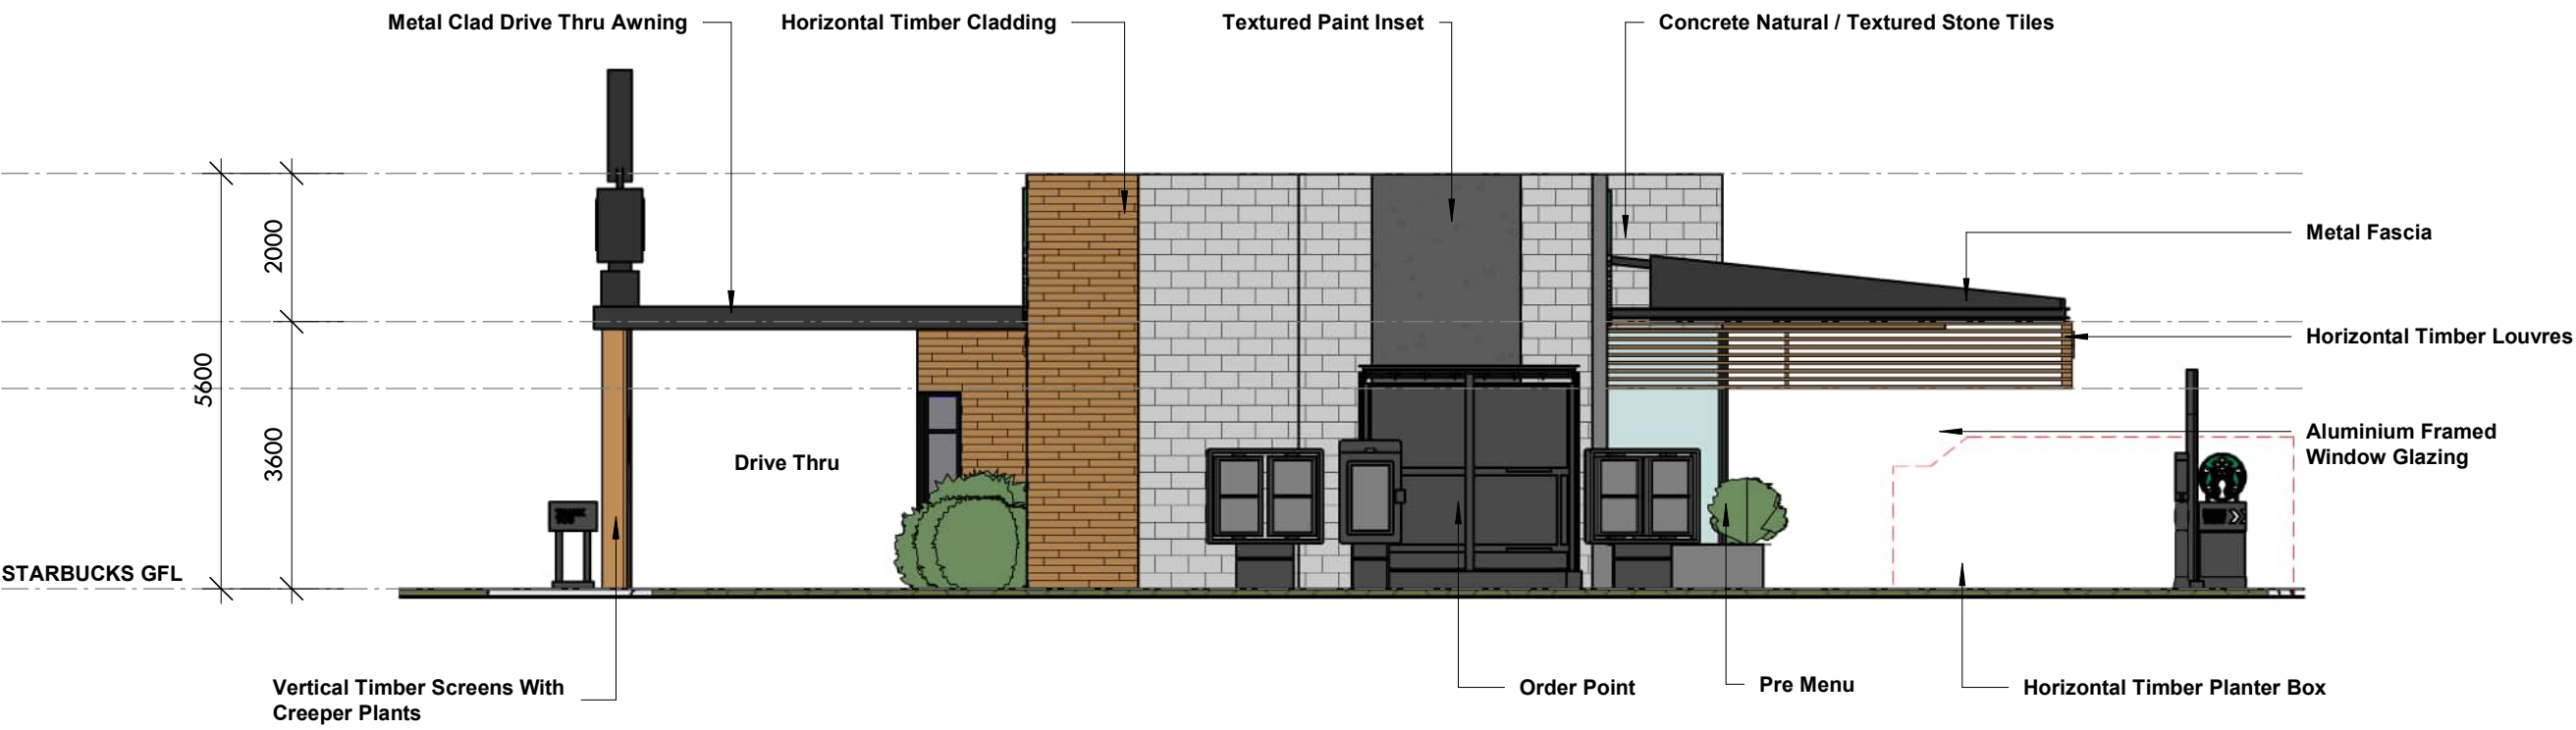 Metal Clad Drive Thru Awning
Horizontal Timber Cladding
Textured Paint Inset
Concrete Natural / Textured Stone Tiles
2000
Metal Fascia
Horizontal Timber Louvres
5600
3600
Aluminium Framed
Window Glazing
Drive Thru
STARBUCKS GFL
Vertical Timber Screens With
Creeper Plants
Order Point
Pre Menu
Horizontal Timber Planter Box